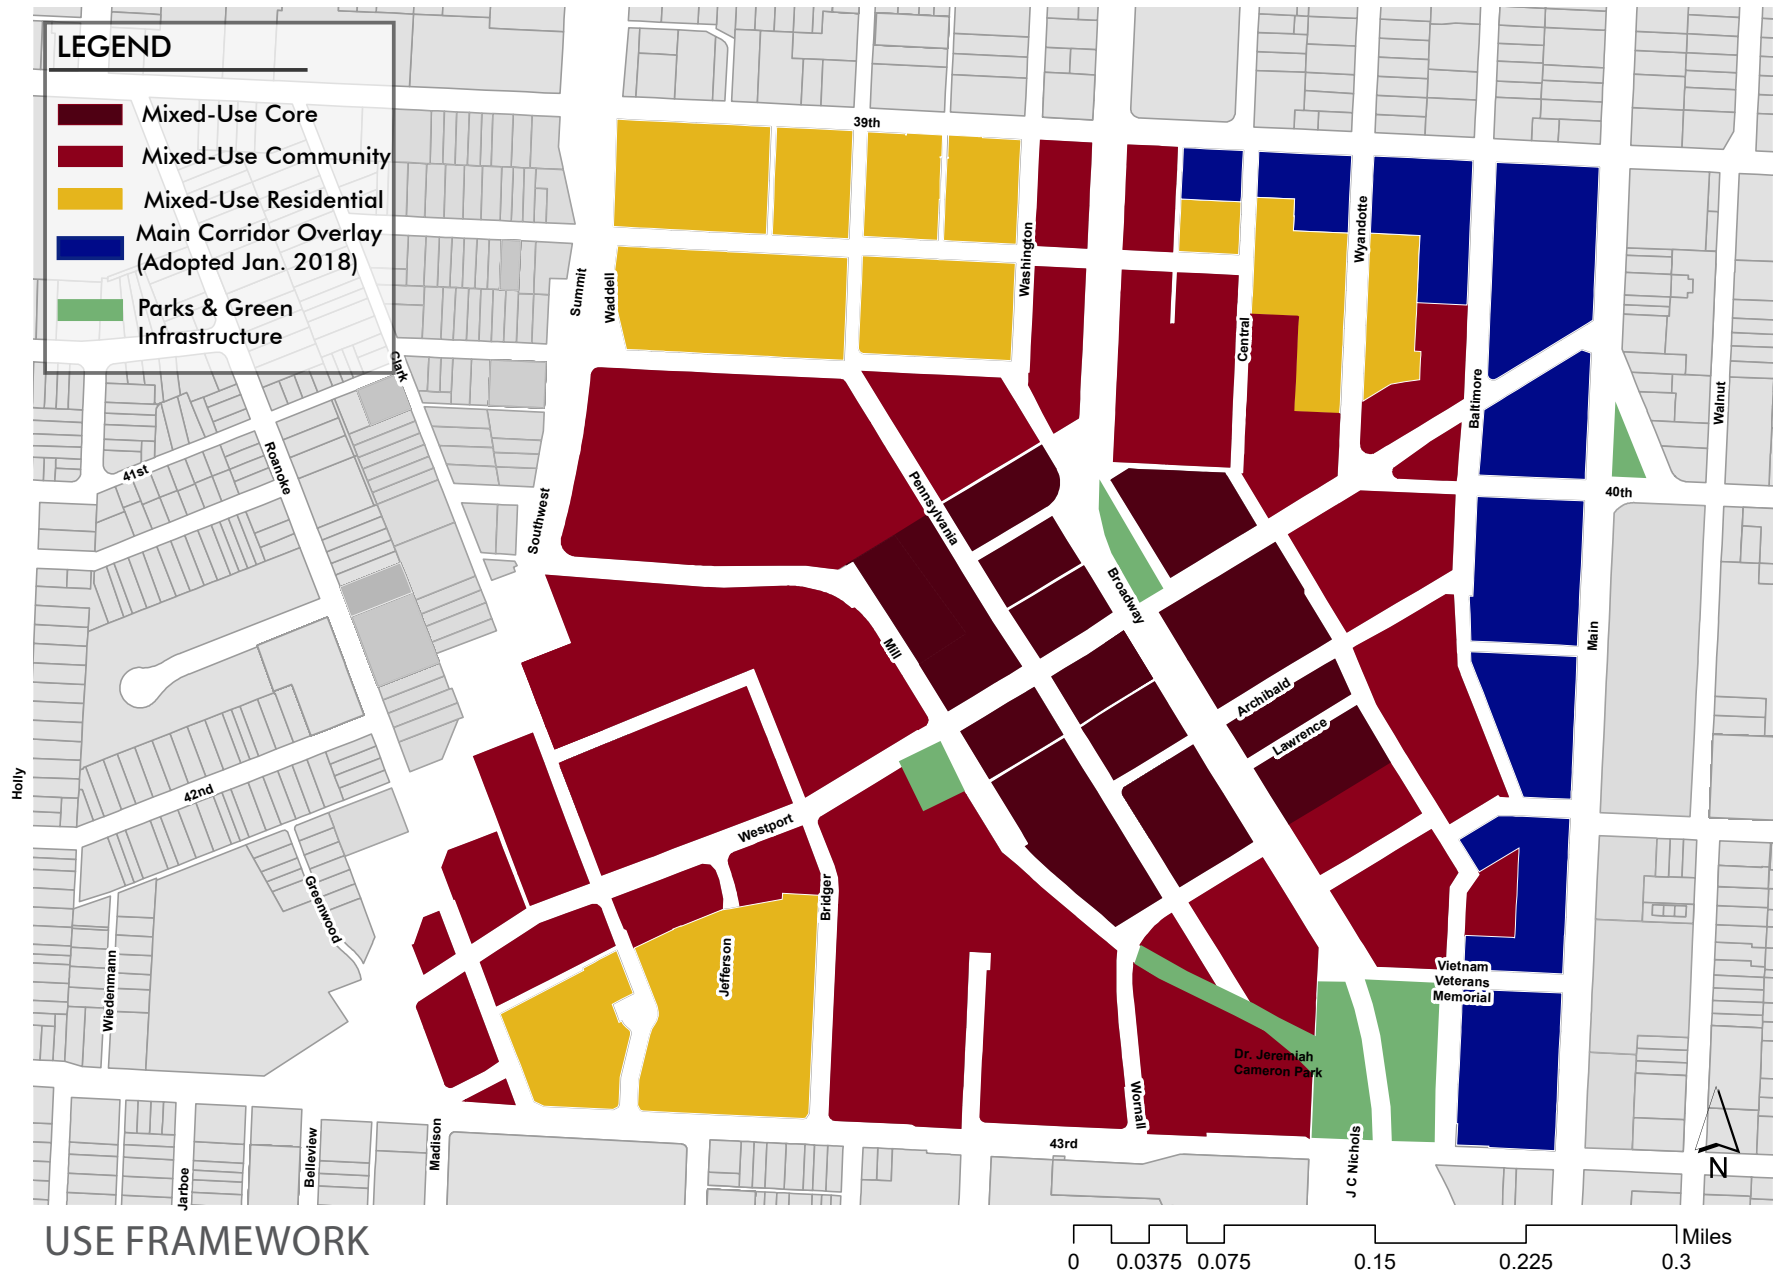 LEGEND
Mixed-Use Core
Mixed-Use Community
Mixed-Use Residential
Main Corridor Overlay
(Adopted Jan. 2018)
Parks & Green
Infrastructure
39th
Washington
Wyandotte
Summit
Waddell
Central
Clark
Baltimore
Walnut
41st
Roanoke
Southwest
Pennsylvania
40th
Broadway
Mill
Main
Archibald
Lawrence
Holly
42nd
Westport
Greenwood
Bridger
Jefferson
Wiedenmann
Vietnam
Veterans
Memorial
Dr. Jeremiah
Cameron Park
Wornall
43rd
J C Nichols
Madison
Belleview
Jarboe
N
USE FRAMEWORK
Miles
0
0.0375
0.075
0.15
0.225
0.3